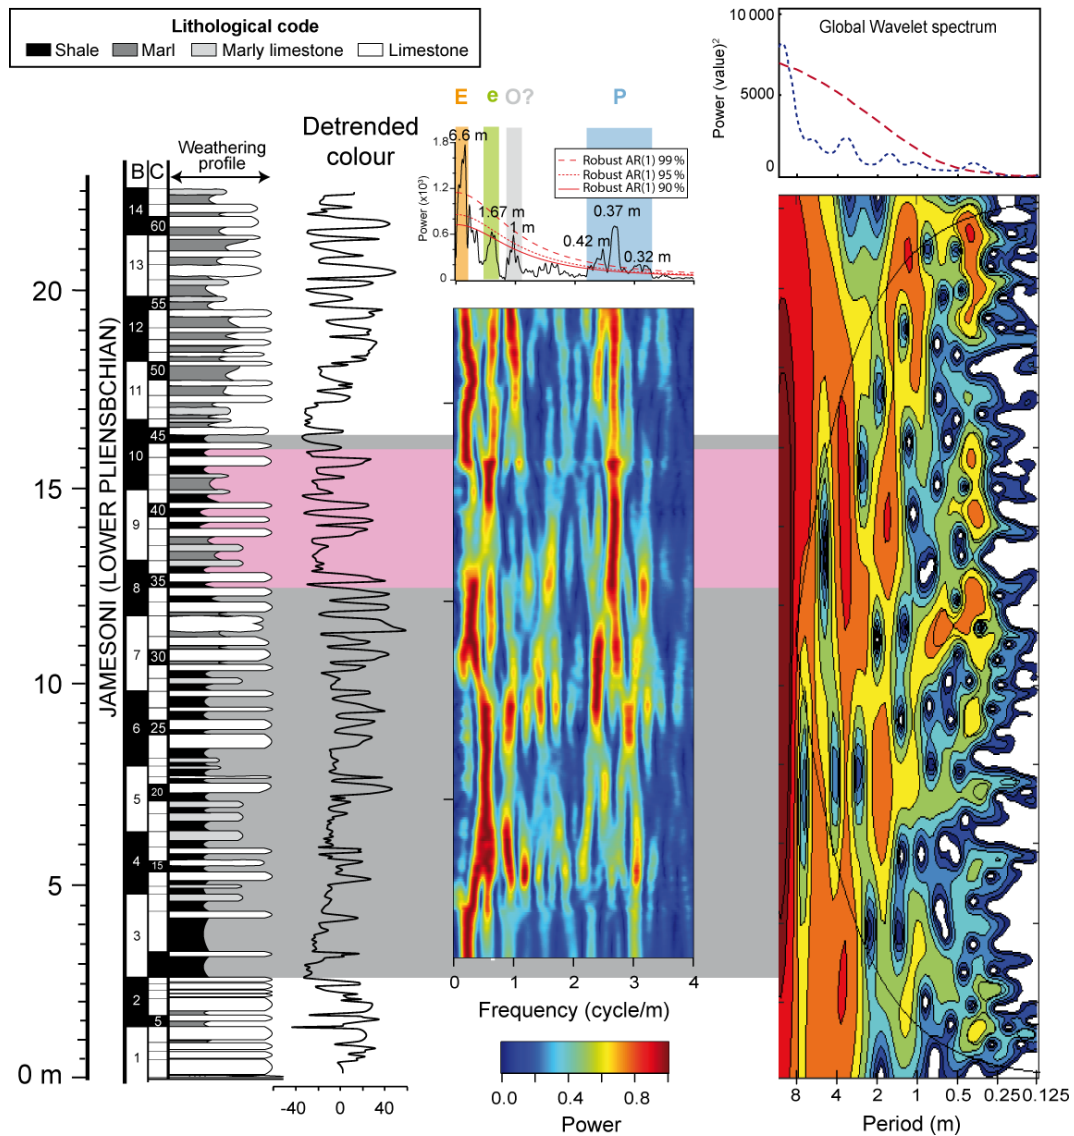 Lithological code
Shale Marl Marly limestone Limestone
Global Wavelet spectrum
Power (value)²
10 000
5000
0
E e O? P
6.6 m
1.67 m
1 m
0.42 m
0.37 m
0.32 m
Robust AR(1) 99 %
Robust AR(1) 95 %
Robust AR(1) 90 %
Power (x10³)
1.8
1.2
0.6
0
Detrended
colour
Weathering
profile
B C
JAMESONI (LOWER PLIENSBCHIAN)
20
15
10
5
0 m
14
13
12
11
10
9
8
7
6
5
4
3
2
1
60
55
50
45
40
35
30
25
20
15
5
-40 0 40
0 1 2 3 4
Frequency (cycle/m)
0.0 0.4 0.8
Power
8 4 2 1 0.5 0.25 0.125
Period (m)